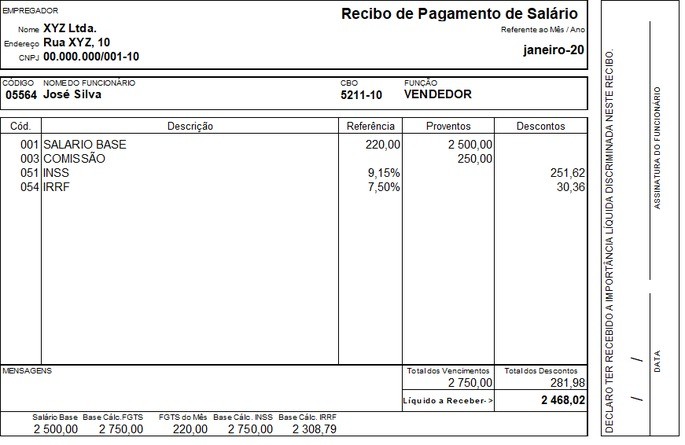 EMPREGADOR
Recibo de Pagamento de Salário
Nome XYZ Ltda.
Referente ao Mês / Ano
Endereço Rua XYZ, 10
CNPJ 00.000.000/001-10
janeiro-20
CÓDIGO NOME DO FUNCIONÁRIO CBO FUNÇÃO
05564 José Silva 5211-10 VENDEDOR
Cód. Descrição Referência Proventos Descontos
001 SALARIO BASE 220,00 2 500,00
003 COMISSÃO 250,00
051 INSS 9,15% 251,62
054 IRRF 7,50% 30,36
MENSAGENS Total dos Vencimentos Total dos Descontos
2 750,00 281,98
Líquido a Receber-> 2 468,02
Salário Base Base Cálc.FGTS FGTS do Mês Base Cálc. INSS Base Cálc. IRRF
2 500,00 2 750,00 220,00 2 750,00 2 308,79
DECLARO TER RECEBIDO A IMPORTÂNCIA LÍQUIDA DISCRIMINADA NESTE RECIBO.
/ /
DATA
ASSINATURA DO FUNCIONÁRIO